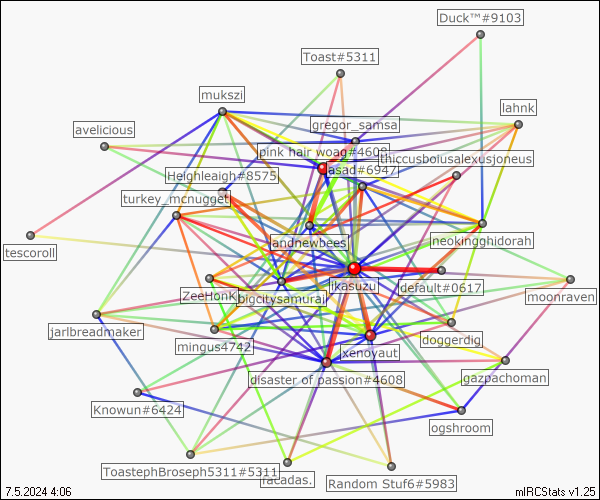 Duck™#9103
Toast#5311
mukszi
lahnk
gregor_samsa
avelicious
pink hair woag#4608
thiccusbolusalexusjoneus
asad#6947
Heighleaigh#8575
turkey_mcnugget
neokingghidorah
andnewbees
tescoroll
ikasuzu
default#0617
ZeeHonk
bigcitysamurai
moonraven
jarlbreadmaker
doggerdig
mingus4742
xenoyaut
gazpachoman
disaster of passion#4608
Knowun#6424
ogshroom
ToastephBroseph5311#5311
facadas.
Random Stuf6#5983
7.5.2024 4:06
mIRCStats v1.25